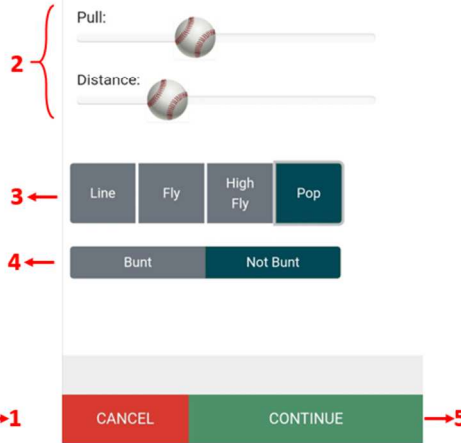 Pull:
2
Distance:
3
Line
Fly
High
Fly
Pop
4
Bunt
Not Bunt
1
CANCEL
CONTINUE
5